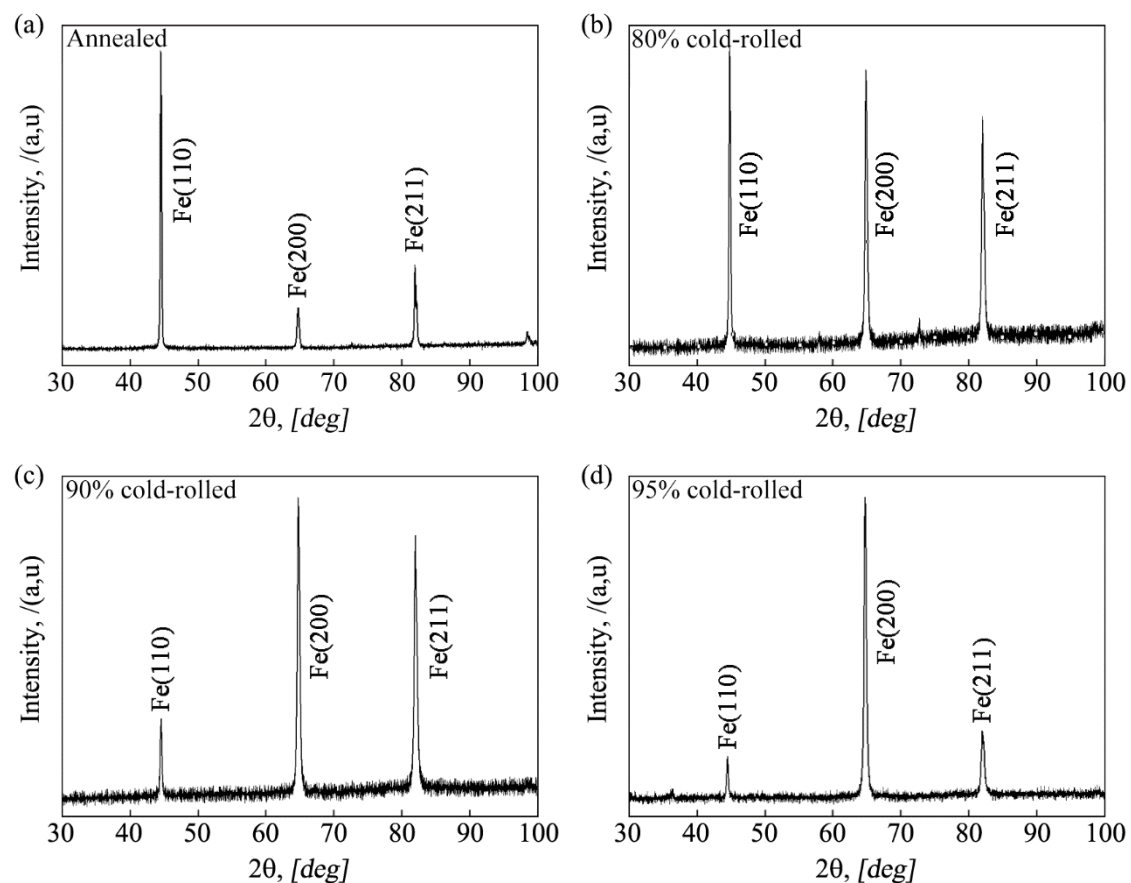 (a)
Annealed
Intensity, /(a,u)
Fe(110)
Fe(200)
Fe(211)
30 40 50 60 70 80 90 100
2θ, [deg]
(b)
80% cold-rolled
Intensity, /(a,u)
Fe(110)
Fe(200)
Fe(211)
30 40 50 60 70 80 90 100
2θ, [deg]
(c)
90% cold-rolled
Intensity, /(a,u)
Fe(110)
Fe(200)
Fe(211)
30 40 50 60 70 80 90 100
2θ, [deg]
(d)
95% cold-rolled
Intensity, /(a,u)
Fe(110)
Fe(200)
Fe(211)
30 40 50 60 70 80 90 100
2θ, [deg]